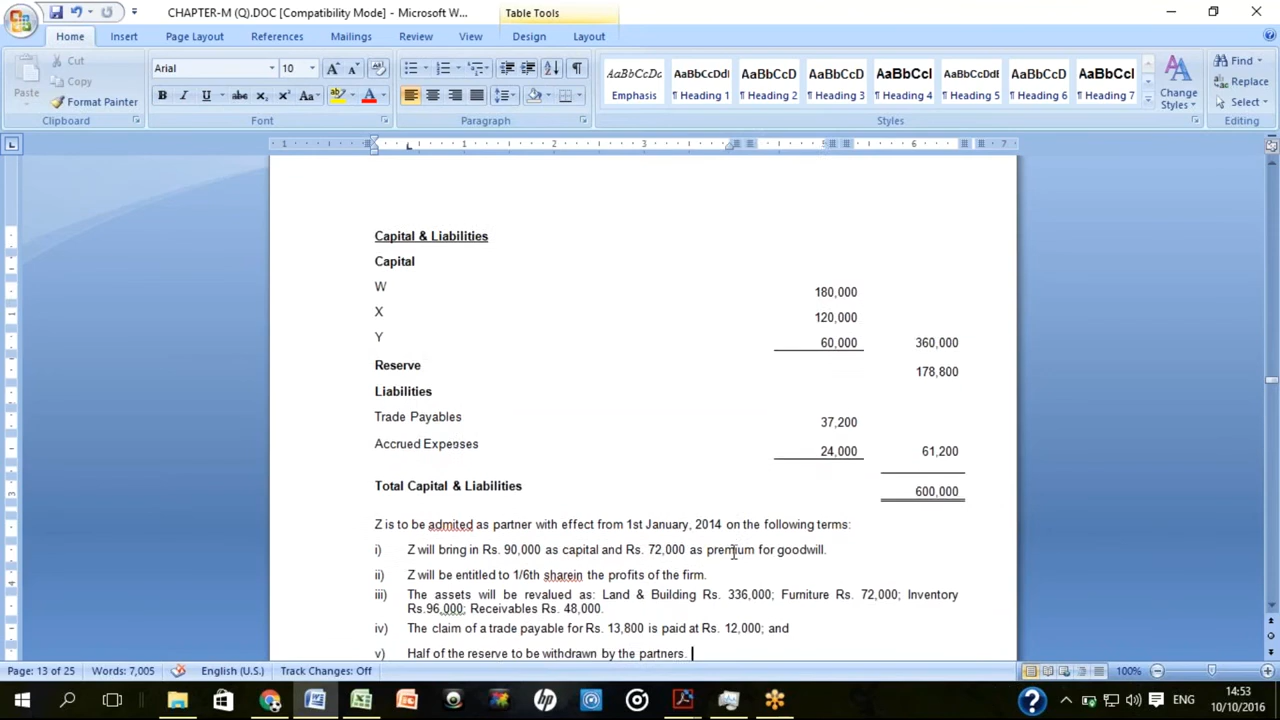 CHAPTER-M (Q).DOC [Compatibility Mode] - Microsoft W...
Table Tools
Home Insert Page Layout References Mailings Review View Design Layout
Paste
Cut
Copy
Format Painter
Clipboard
Arial 10
Font
Paragraph
AaBbCcDc AaBbCcDdI AaBbCcD AaBbCcD AaBbCcI AaBbCcDdE AaBbCcD AaBbCcI
Emphasis ¶ Heading 1 ¶ Heading 2 ¶ Heading 3 ¶ Heading 4 ¶ Heading 5 ¶ Heading 6 ¶ Heading 7
Styles
Change Styles
Find
Replace
Select
Editing
Capital & Liabilities
Capital
W 180,000
X 120,000
Y 60,000 360,000
Reserve 178,800
Liabilities
Trade Payables 37,200
Accrued Expenses 24,000 61,200
Total Capital & Liabilities 600,000
Z is to be admited as partner with effect from 1st January, 2014 on the following terms:
i) Z will bring in Rs. 90,000 as capital and Rs. 72,000 as premium for goodwill.
ii) Z will be entitled to 1/6th sharein the profits of the firm.
iii) The assets will be revalued as: Land & Building Rs. 336,000; Furniture Rs. 72,000; Inventory
Rs.96,000; Receivables Rs. 48,000.
iv) The claim of a trade payable for Rs. 13,800 is paid at Rs. 12,000; and
v) Half of the reserve to be withdrawn by the partners.
Page: 13 of 25 Words: 7,005 English (U.S.) Track Changes: Off 100%
ENG
14:53
10/10/2016